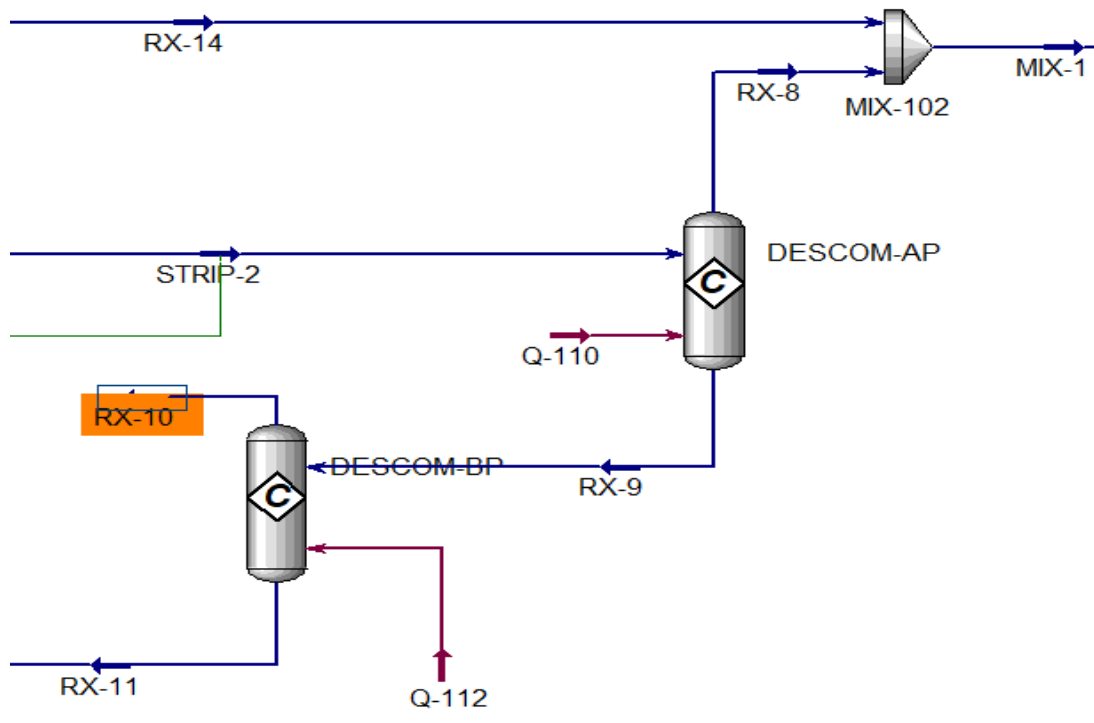 RX-14
RX-8
MIX-1
MIX-102
STRIP-2
DESCOM-AP
C
Q-110
RX-10
DESCOM-BP
C
RX-9
RX-11
Q-112